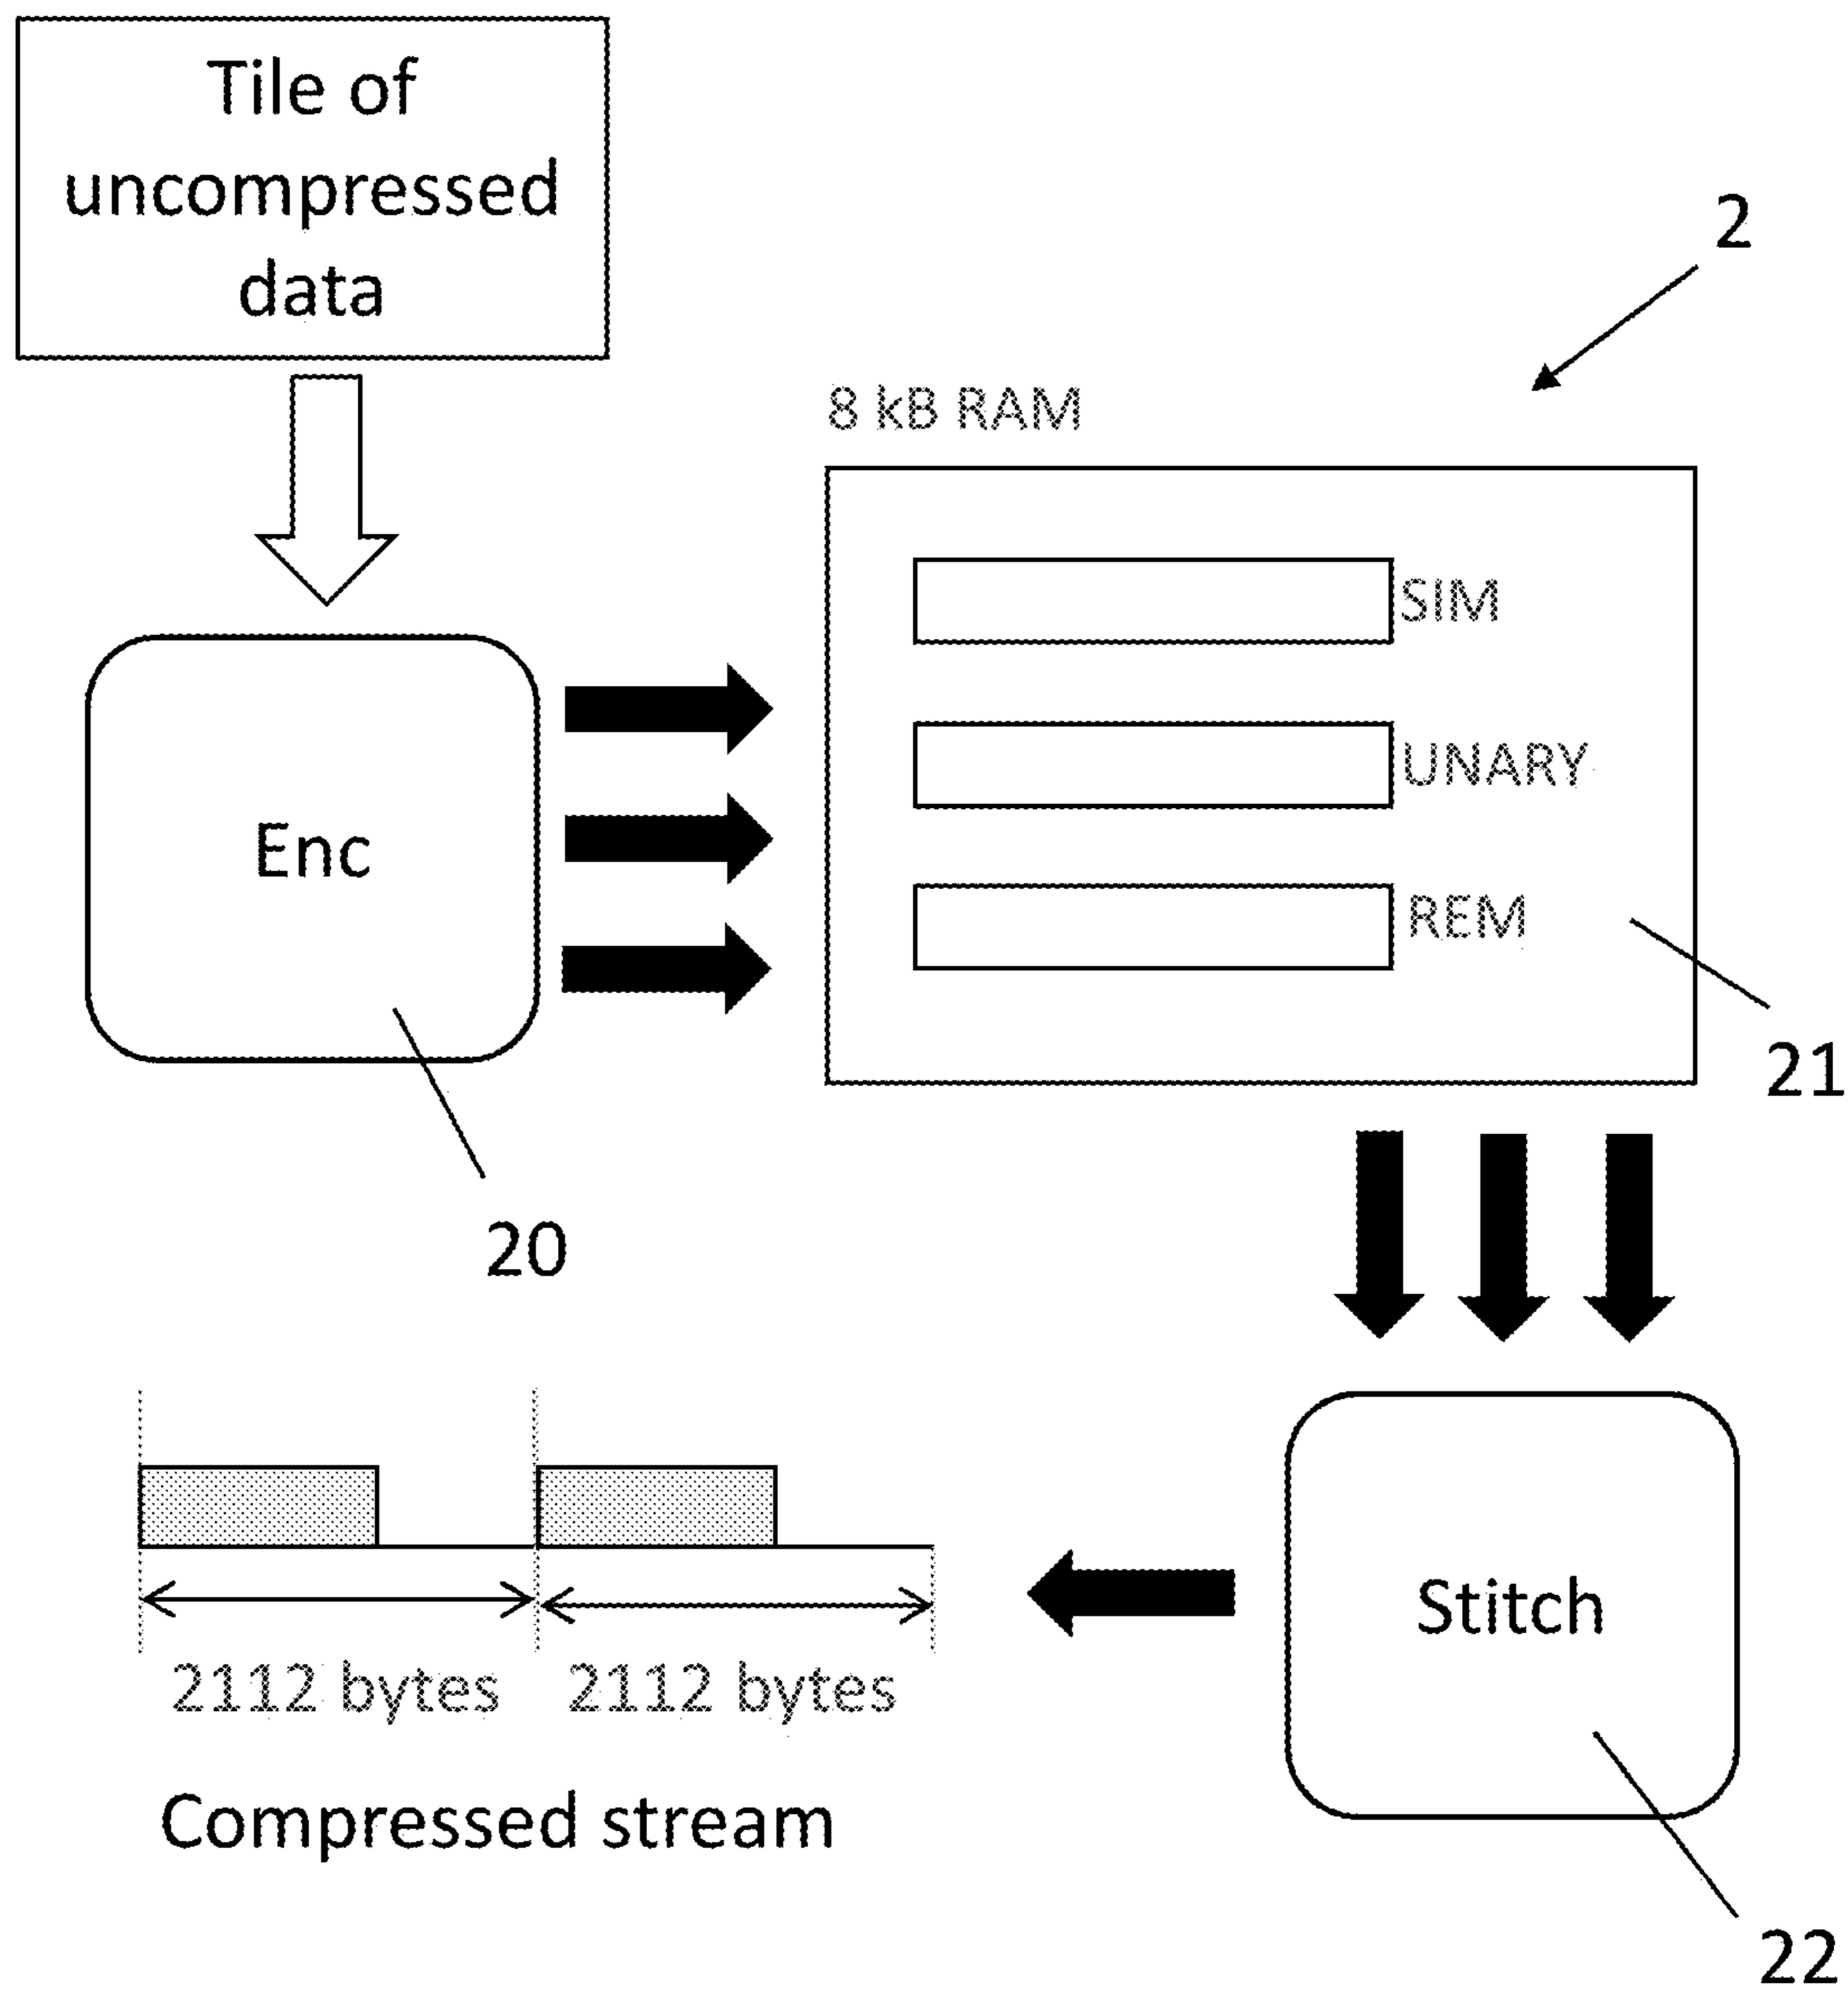 Tile of
uncompressed
data
2
8 kB RAM
SIM
UNARY
REM
Enc
21
20
Stitch
2112 bytes 2112 bytes
Compressed stream
22